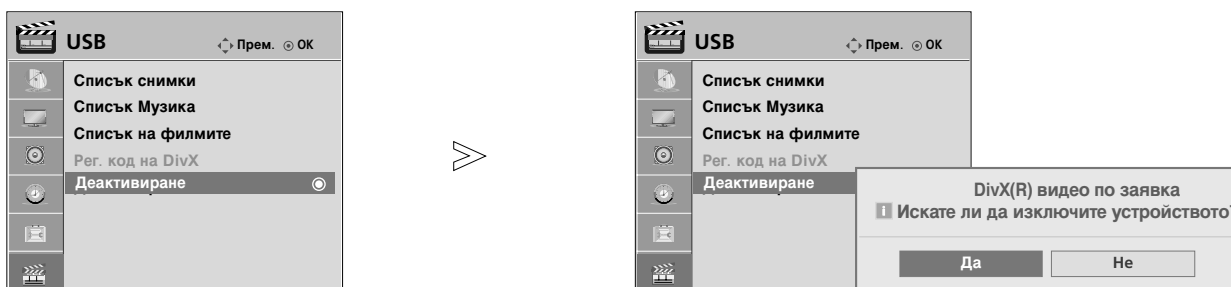 USB Прем. OK
Списък снимки
Списък Музика
Списък на филмите
Рег. код на DivX
Деактивиране
USB Прем. OK
Списък снимки
Списък Музика
Списък на филмите
Рег. код на DivX
Деактивиране
DivX(R) видео по заявка
Искате ли да изключите устройството?
Да Не